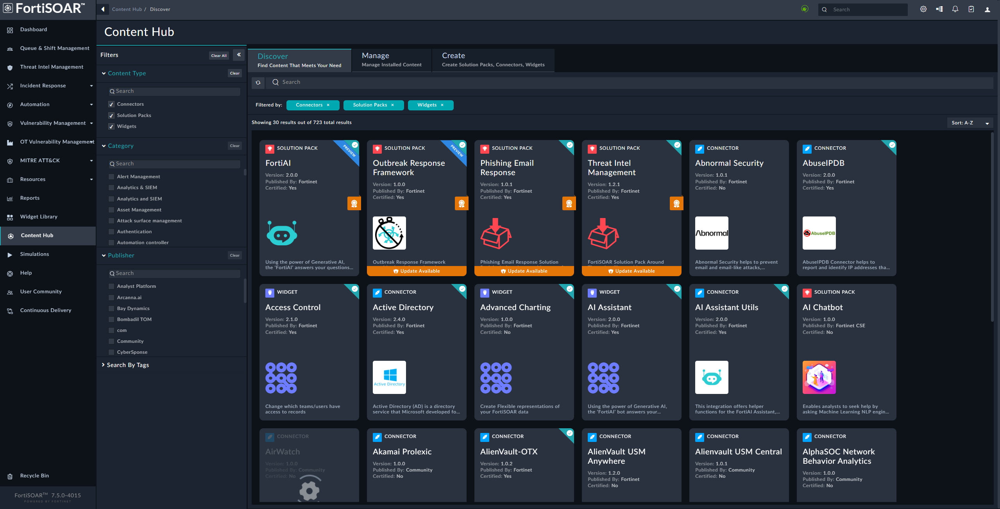 FortiSOAR™
Content Hub / Discover
Search
Dashboard
Queue & Shift Management
Threat Intel Management
Incident Response
Automation
Vulnerability Management
OT Vulnerability Management
MITRE ATT&CK
Resources
Reports
Widget Library
Content Hub
Simulations
Help
User Community
Continuous Delivery
Recycle Bin
FortiSOAR™ 7.5.0-4015
POWERED BY FORTINET
Content Hub
Filters
Clear All
Content Type
Clear
Search
Connectors
Solution Packs
Widgets
Category
Clear
Search
Alert Management
Analytics & SIEM
Analytics and SIEM
Asset Management
Attack surface management
Authentication
Automation controller
Publisher
Clear
Search
Analyst Platform
Arcanna.ai
Bay Dynamics
Bombadil TOM
com
Community
CyberSponse
Search By Tags
Discover
Find Content That Meets Your Need
Manage
Manage Installed Content
Create
Create Solution Packs, Connectors, Widgets
Search
Filtered by: Connectors × Solution Packs × Widgets ×
Showing 30 results out of 723 total results
Sort: A-Z
SOLUTION PACK
PREVIEW
FortiAI
Version: 2.0.0
Published By: Fortinet
Certified: Yes
Using the power of Generative AI,
the 'FortiAI' answers your questions...
SOLUTION PACK
PREVIEW
Outbreak Response
Framework
Version: 1.0.0
Published By: Fortinet
Certified: Yes
Outbreak Response Framework
Update Available
SOLUTION PACK
Phishing Email
Response
Version: 1.0.1
Published By: Fortinet
Certified: Yes
Phishing Email Response Solution
Update Available
SOLUTION PACK
Threat Intel
Management
Version: 1.2.1
Published By: Fortinet
Certified: Yes
FortiSOAR Solution Pack Around
Update Available
CONNECTOR
Abnormal Security
Version: 1.0.1
Published By: Fortinet
Certified: No
Abnormal
Abnormal Security helps to prevent
email and email-like attacks,...
CONNECTOR
AbuseIPDB
Version: 2.0.0
Published By: Fortinet
Certified: Yes
AbuseIPDB
AbuseIPDB Connector helps to
report and identify IP addresses tha...
WIDGET
Access Control
Version: 2.1.0
Published By: Fortinet
Certified: Yes
Change which teams/users have
access to records
CONNECTOR
Active Directory
Version: 2.4.0
Published By: Fortinet
Certified: Yes
Active Directory
Active Directory (AD) is a directory
service that Microsoft developed fo...
WIDGET
Advanced Charting
Version: 1.0.0
Published By: Fortinet
Certified: No
Create Flexible representations of
your FortiSOAR data
WIDGET
AI Assistant
Version: 2.0.0
Published By: Fortinet
Certified: Yes
Using the power of Generative AI,
the 'FortiAI' bot answers your...
CONNECTOR
AI Assistant Utils
Version: 2.0.0
Published By: Fortinet
Certified: Yes
This integration offers helper
functions for the FortiAI Assistant,...
SOLUTION PACK
AI Chatbot
Version: 1.0.0
Published By: Fortinet CSE
Certified: No
Enables analysts to seek help by
asking Machine Learning NLP engin...
CONNECTOR
AirWatch
Version: 1.0.0
Published By: Community
Certified: No
CONNECTOR
Akamai Prolexic
Version: 1.0.0
Published By: Community
Certified: No
CONNECTOR
AlienVault-OTX
Version: 1.0.2
Published By: Fortinet
Certified: Yes
CONNECTOR
AlienVault USM
Anywhere
Version: 1.2.0
Published By: Fortinet
Certified: No
CONNECTOR
Alienvault USM Central
Version: 1.0.1
Published By: Community
Certified: No
CONNECTOR
AlphaSOC Network
Behavior Analytics
Version: 1.0.0
Published By: Community
Certified: No